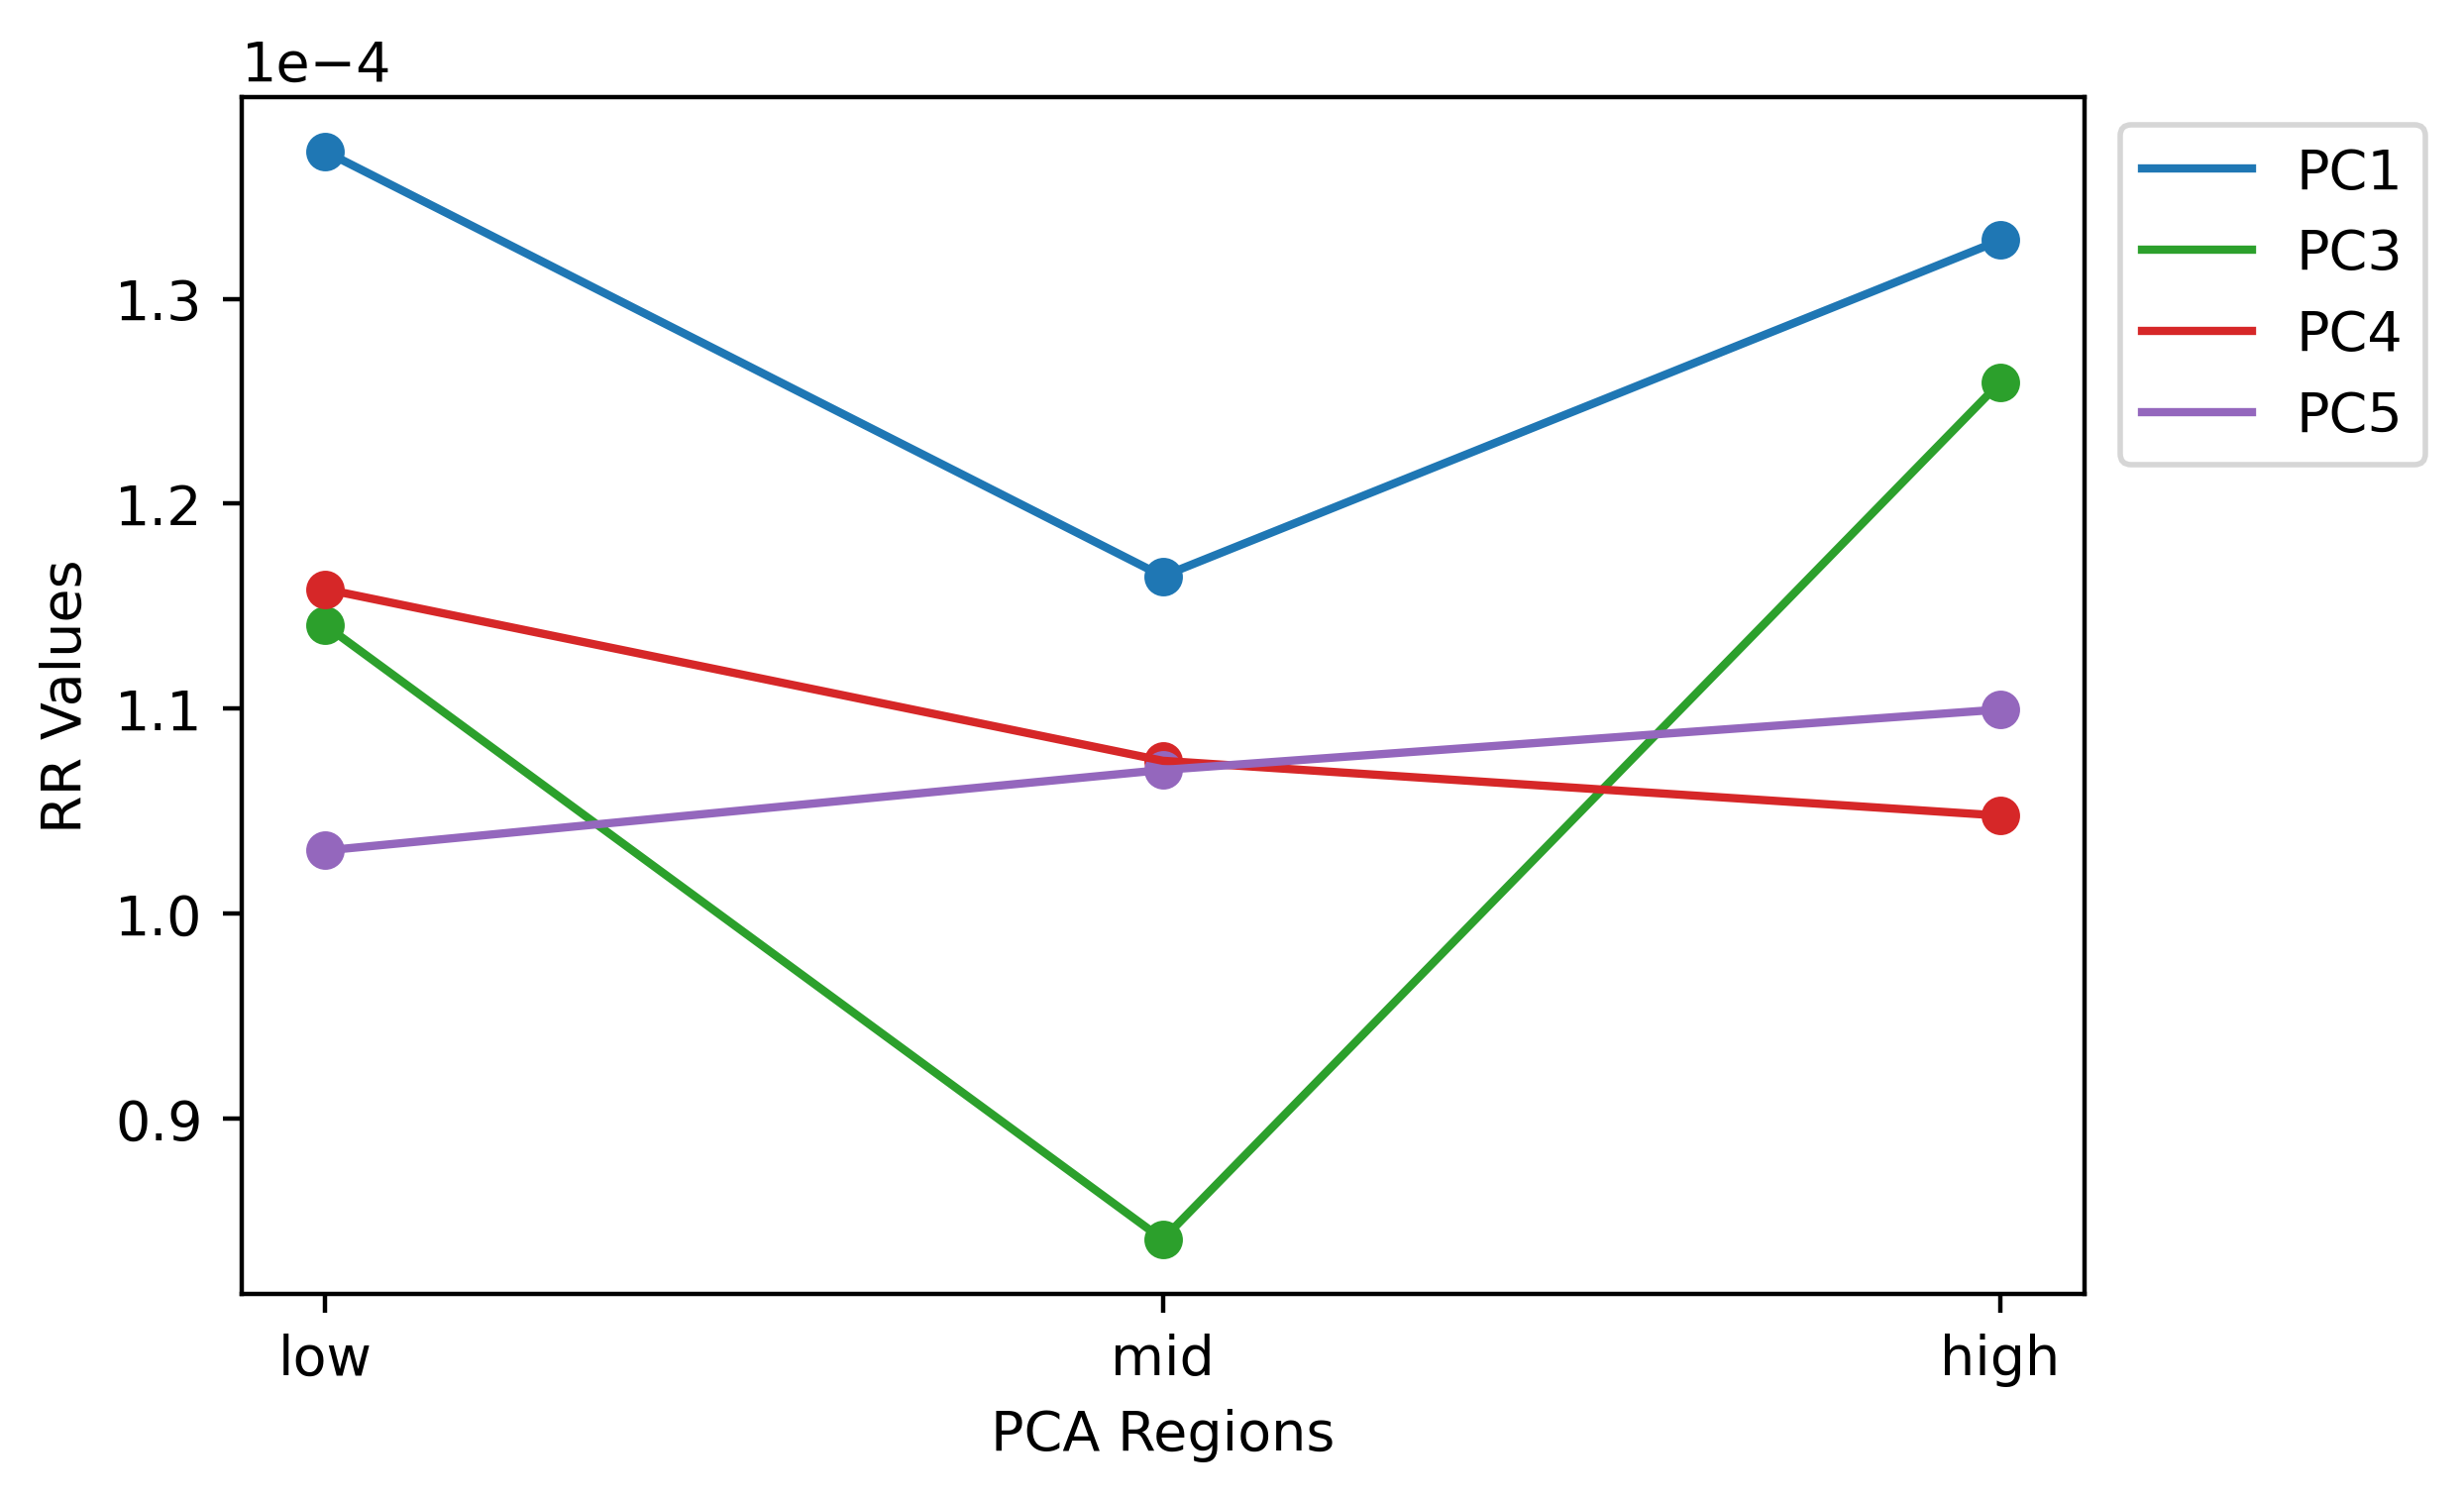 1e−4
1.3
1.2
1.1
1.0
0.9
RR Values
low
mid
high
PCA Regions
PC1
PC3
PC4
PC5